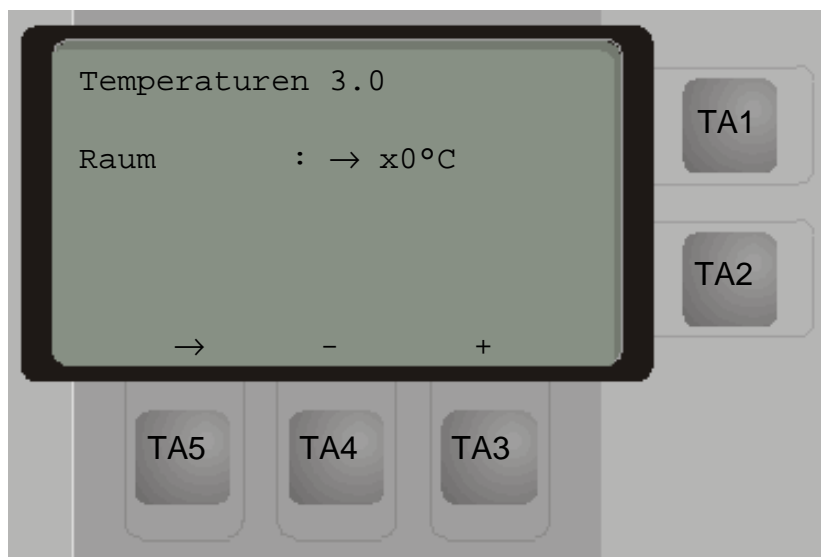 Temperaturen 3.0
TA1
Raum : → x0°C
TA2
→ - +
TA5 TA4 TA3